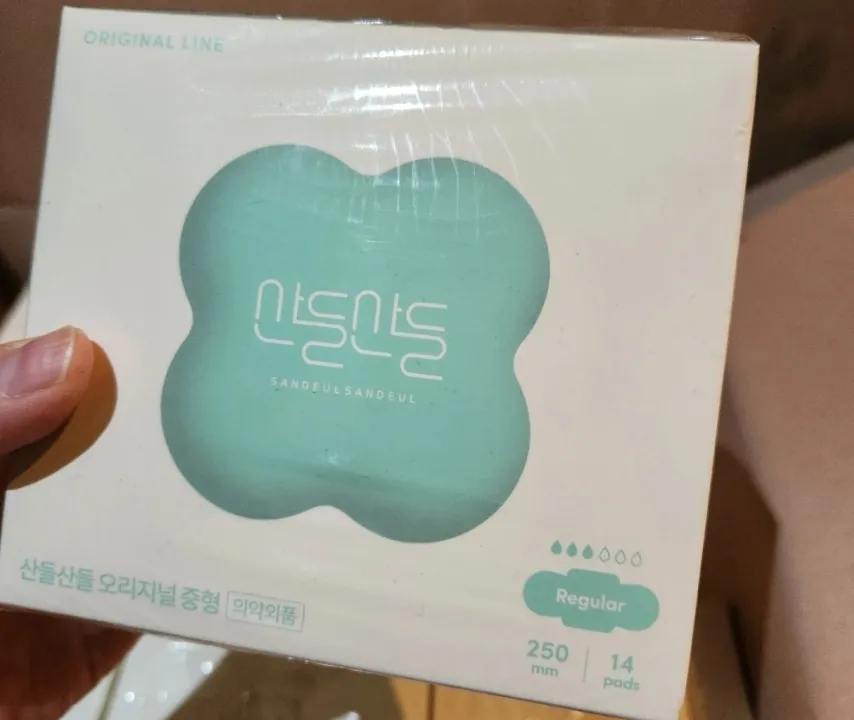 ORIGINAL LINE
산들산들
SANDEULSANDEUL
산들산들 오리지널 중형 의약외품
Regular
250 mm
14 pads